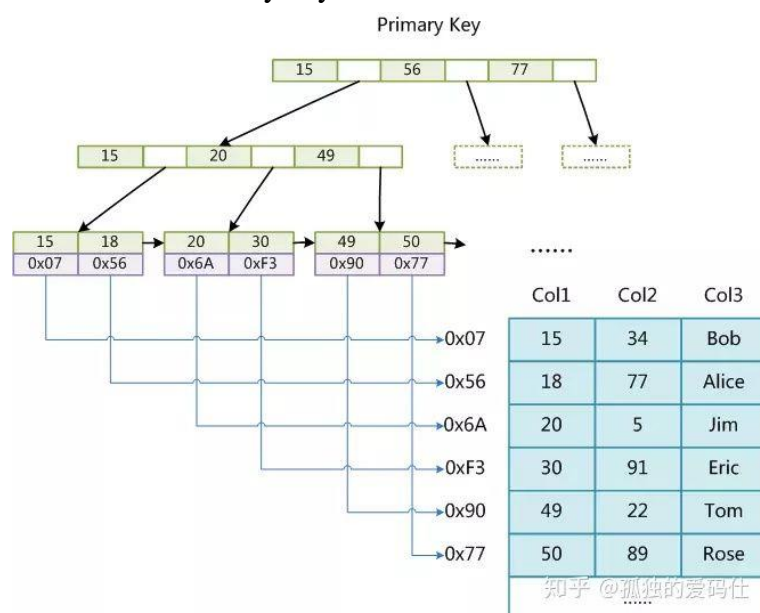 Primary Key
15 56 77
15 20 49
...... ......
15 18 20 30 49 50
0x07 0x56 0x6A 0xF3 0x90 0x77
......
Col1 Col2 Col3
0x07 15 34 Bob
0x56 18 77 Alice
0x6A 20 5 Jim
0xF3 30 91 Eric
0x90 49 22 Tom
0x77 50 89 Rose
......
知乎 @孤独的爱码仕